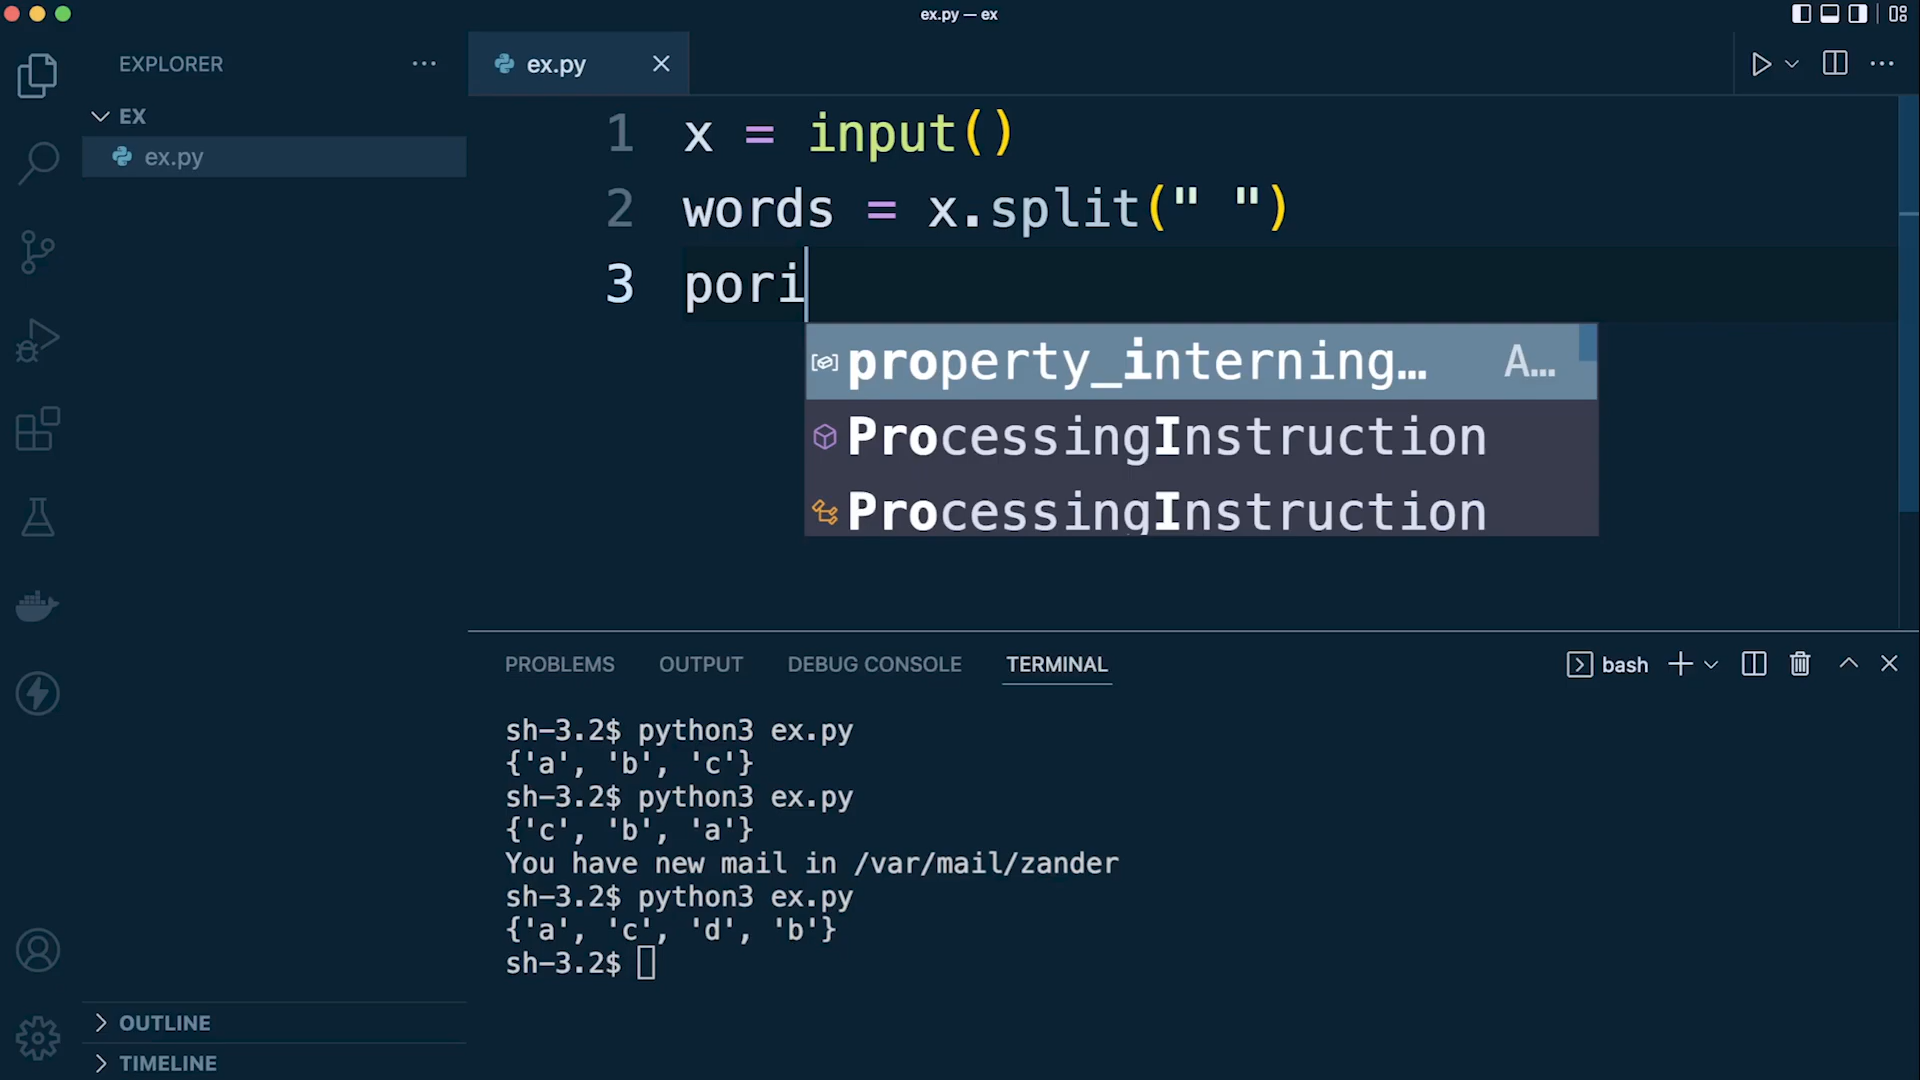 ex.py — ex
EXPLORER
ex.py
EX
ex.py
1 x = input()
2 words = x.split(" ")
3 pori
property_interning… A…
ProcessingInstruction
ProcessingInstruction
PROBLEMS OUTPUT DEBUG CONSOLE TERMINAL
bash
sh-3.2$ python3 ex.py
{'a', 'b', 'c'}
sh-3.2$ python3 ex.py
{'c', 'b', 'a'}
You have new mail in /var/mail/zander
sh-3.2$ python3 ex.py
{'a', 'c', 'd', 'b'}
sh-3.2$
OUTLINE
TIMELINE